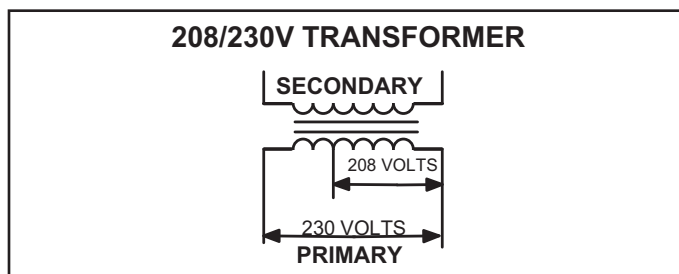 208/230V TRANSFORMER
SECONDARY
208 VOLTS
230 VOLTS
PRIMARY